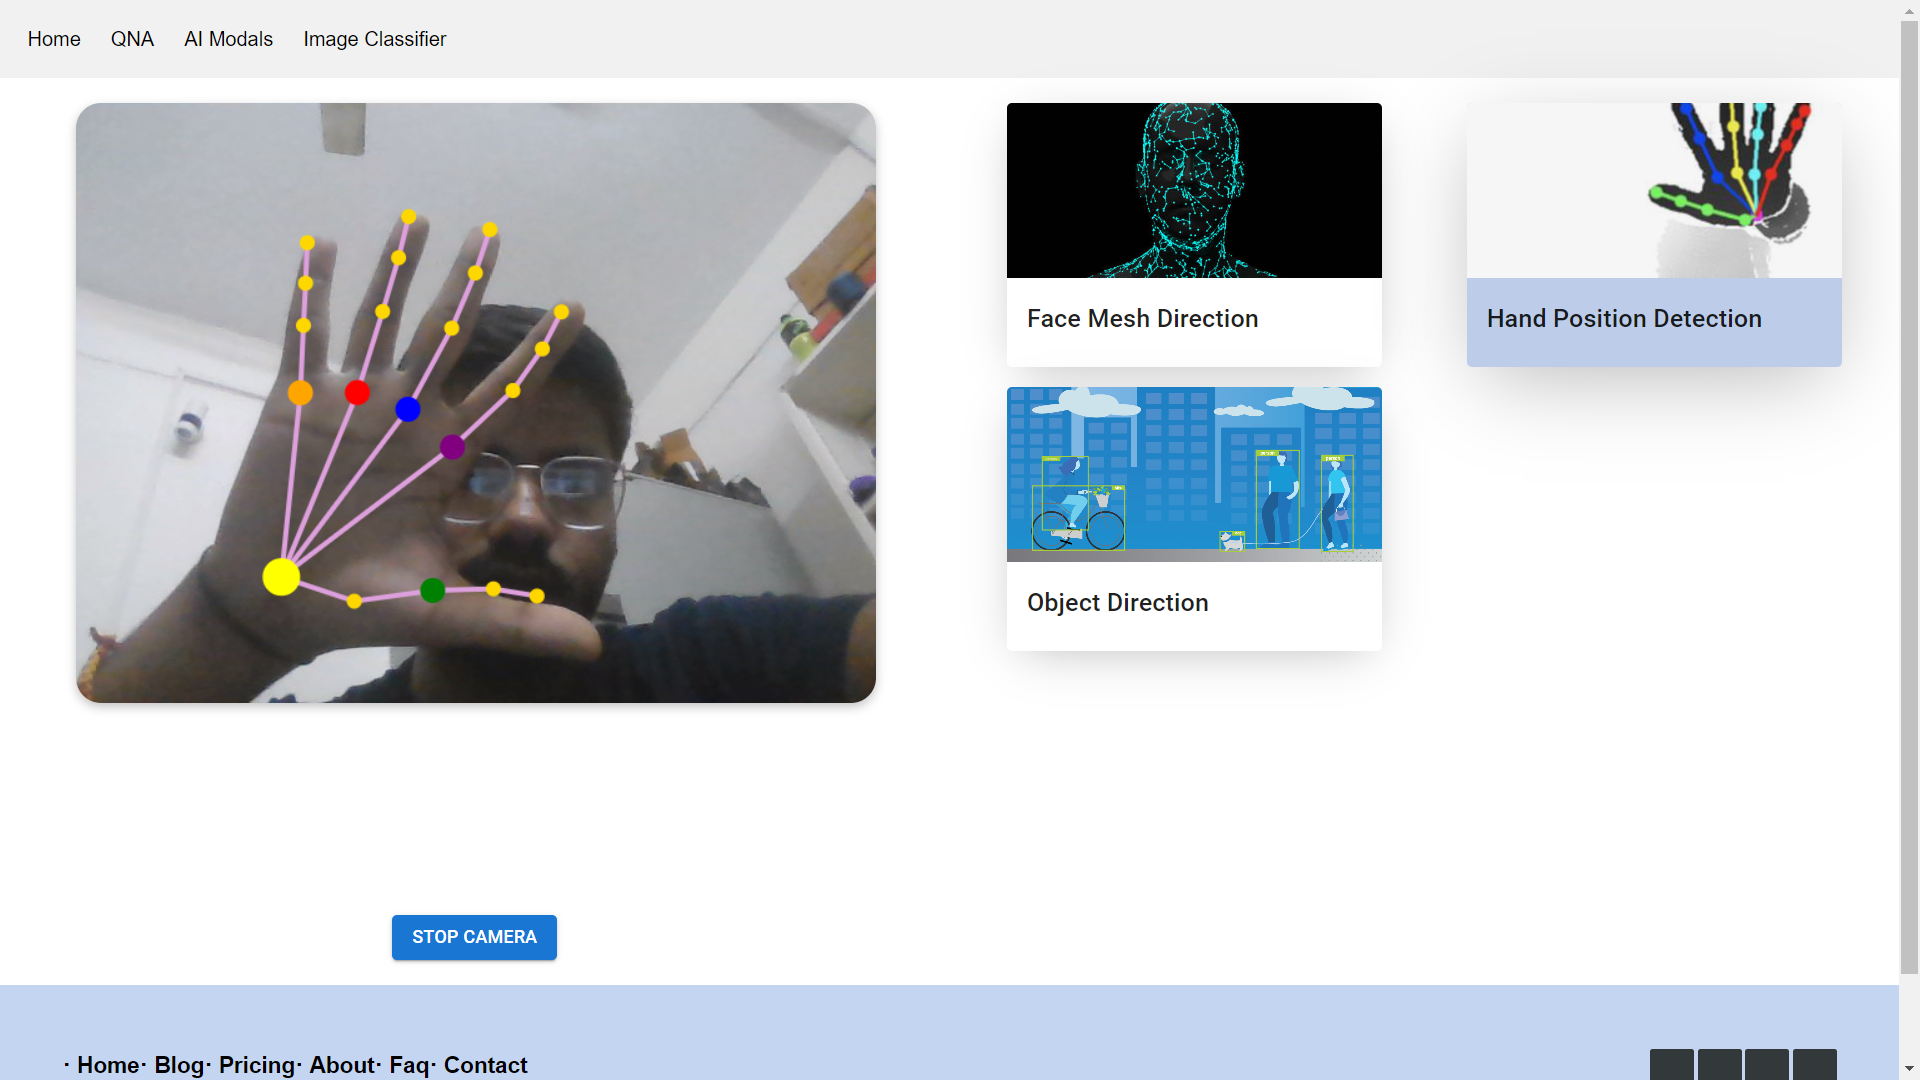 Home QNA AI Modals Image Classifier
Face Mesh Direction
Hand Position Detection
Object Direction
STOP CAMERA
· Home· Blog· Pricing· About· Faq· Contact